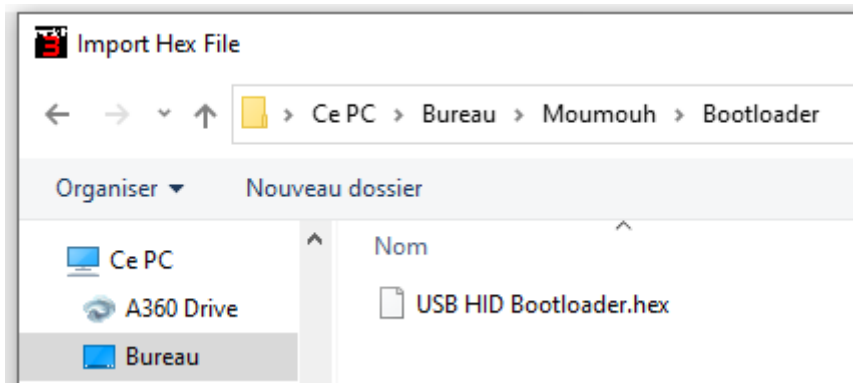 Import Hex File
Ce PC > Bureau > Moumouh > Bootloader
Organiser Nouveau dossier
Nom
Ce PC
USB HID Bootloader.hex
A360 Drive
Bureau